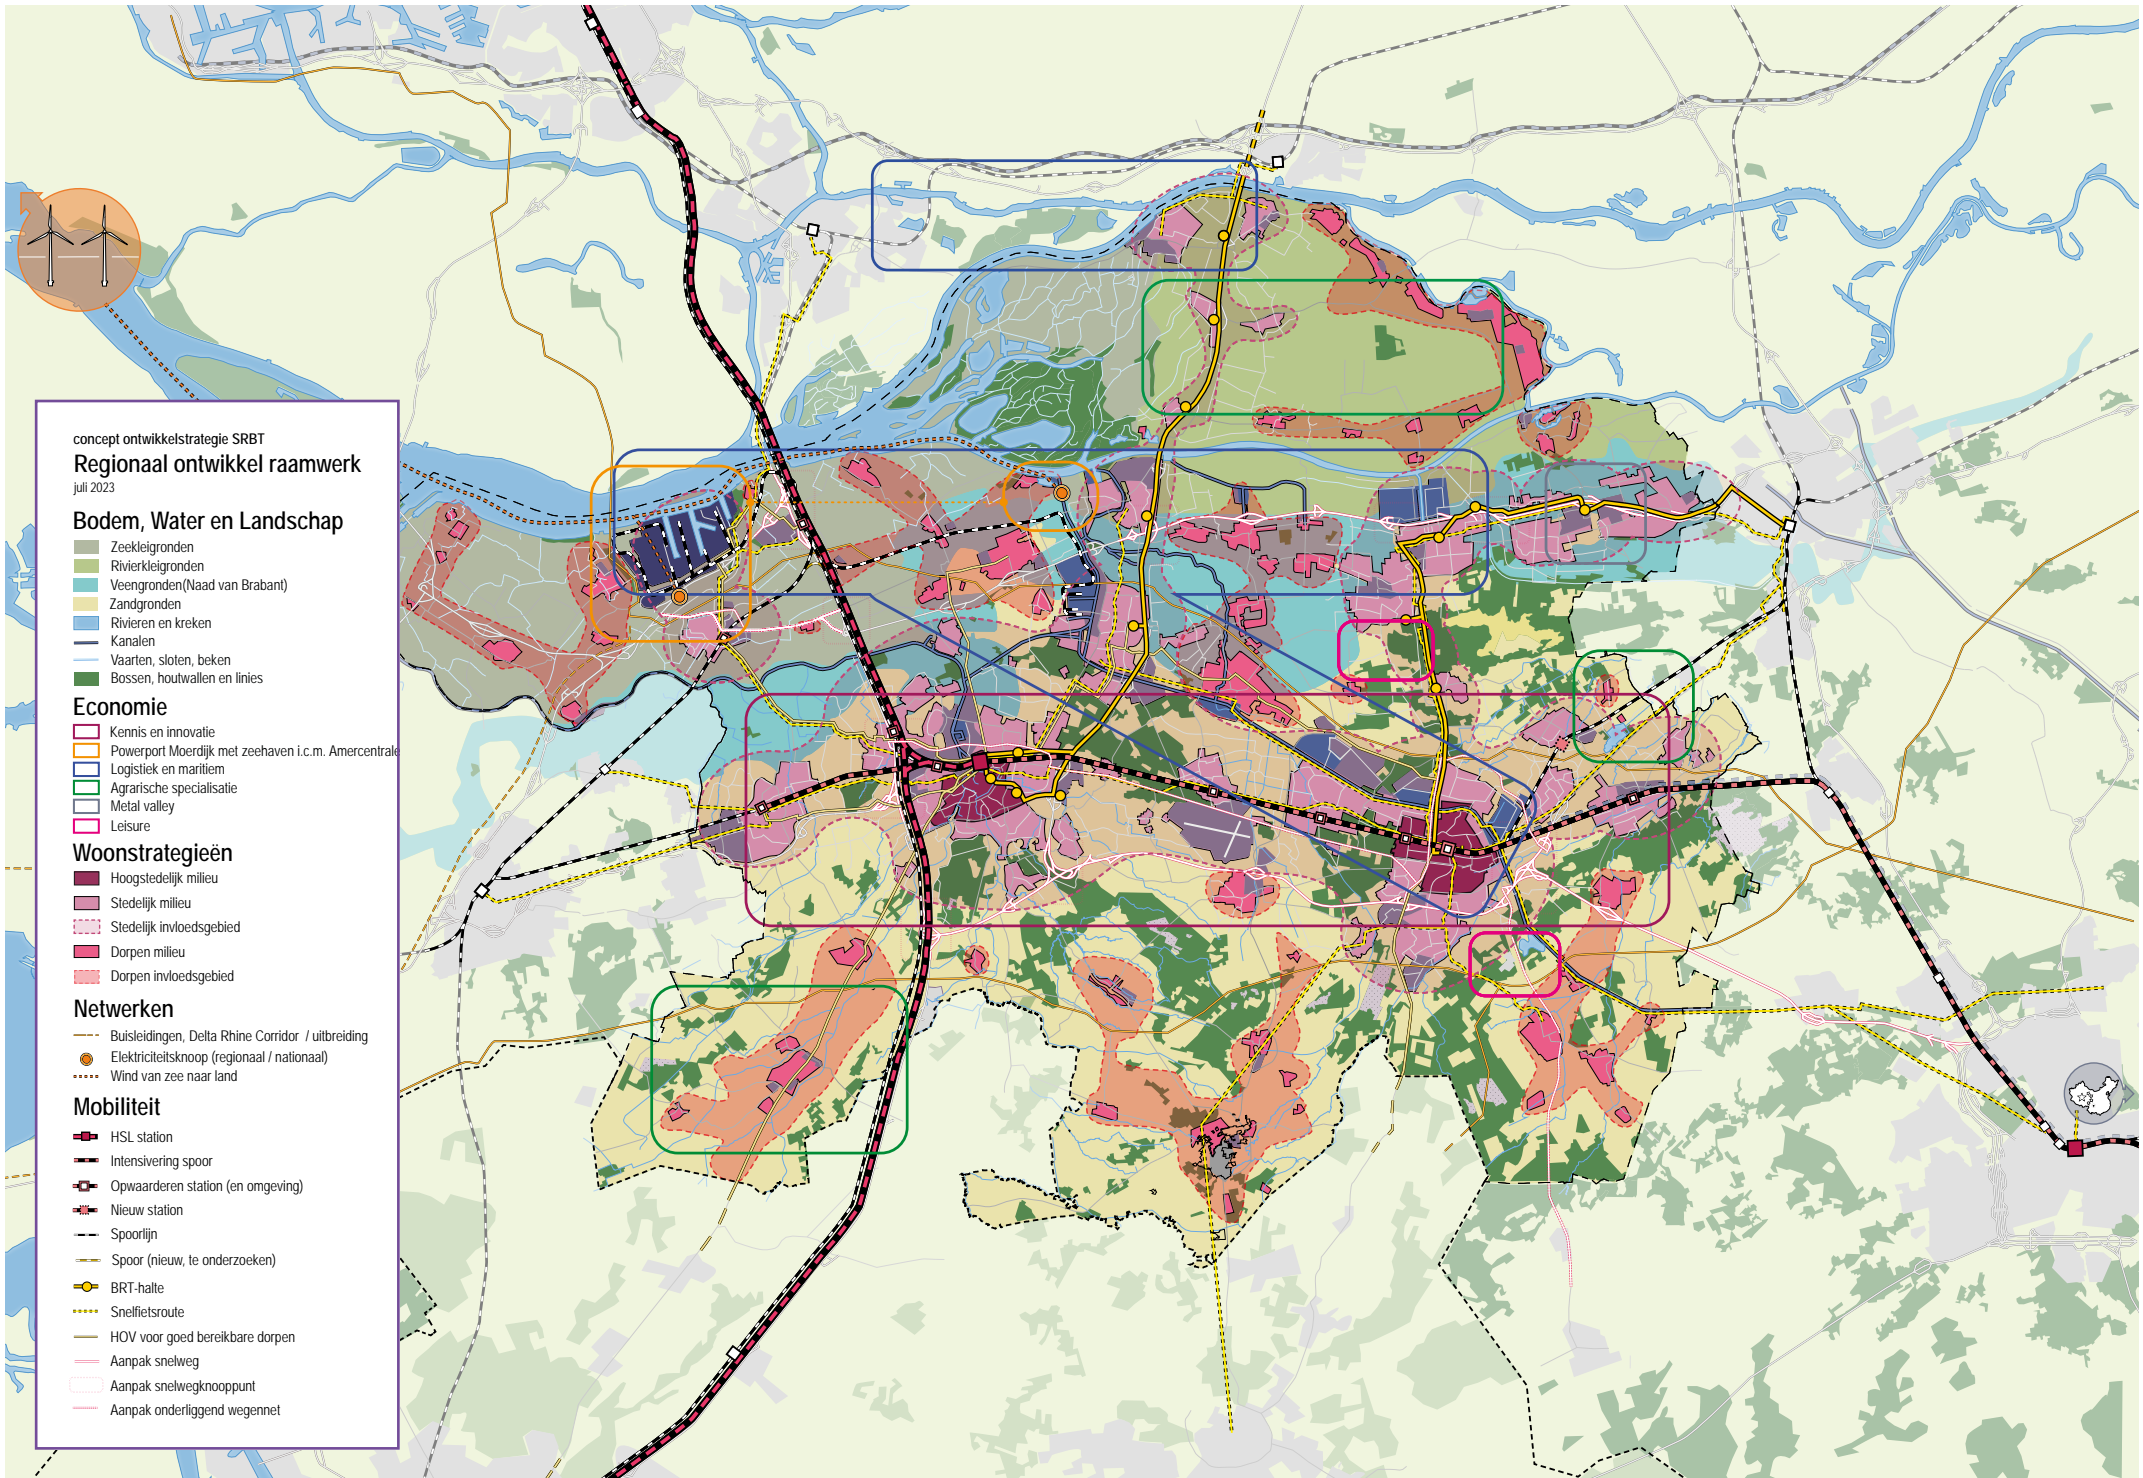 concept ontwikkelstrategie SRBT
Regionaal ontwikkel raamwerk
juli 2023
Bodem, Water en Landschap
Zeekleigronden
Rivierkleigronden
Veengronden(Naad van Brabant)
Zandgronden
Rivieren en kreken
Kanalen
Vaarten, sloten, beken
Bossen, houtwallen en linies
Economie
Kennis en innovatie
Powerport Moerdijk met zeehaven i.c.m. Amercentrale
Logistiek en maritiem
Agrarische specialisatie
Metal valley
Leisure
Woonstrategieën
Hoogstedelijk milieu
Stedelijk milieu
Stedelijk invloedsgebied
Dorpen milieu
Dorpen invloedsgebied
Netwerken
Buisleidingen, Delta Rhine Corridor / uitbreiding
Elektriciteitsknoop (regionaal / nationaal)
Wind van zee naar land
Mobiliteit
HSL station
Intensivering spoor
Opwaarderen station (en omgeving)
Nieuw station
Spoorlijn
Spoor (nieuw, te onderzoeken)
BRT-halte
Snelfietsroute
HOV voor goed bereikbare dorpen
Aanpak snelweg
Aanpak snelwegknooppunt
Aanpak onderliggend wegennet